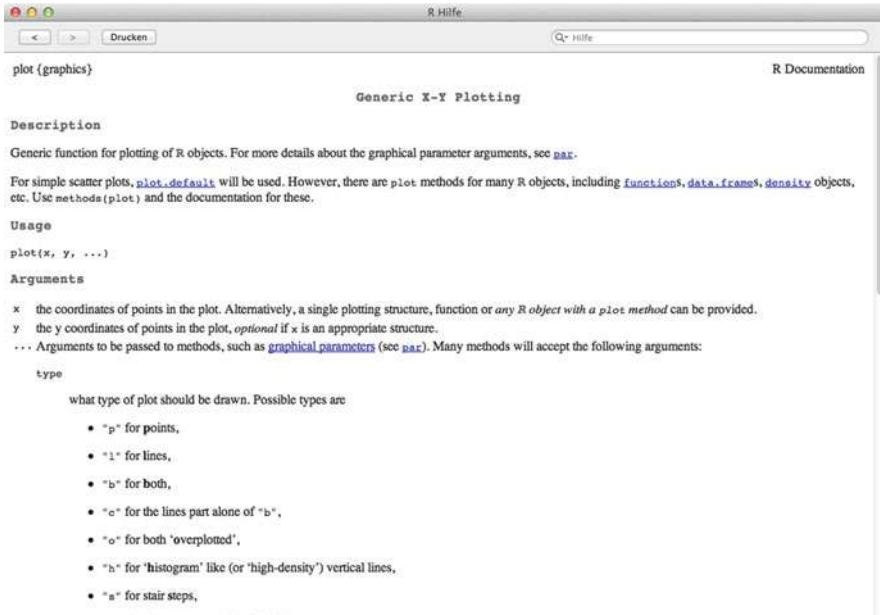 R Hilfe
< > Drucken Hilfe
plot {graphics} R Documentation
Generic X-Y Plotting
Description
Generic function for plotting of R objects. For more details about the graphical parameter arguments, see par.
For simple scatter plots, plot.default will be used. However, there are plot methods for many R objects, including functions, data.frames, density objects,
etc. Use methods(plot) and the documentation for these.
Usage
plot(x, y, ...)
Arguments
x the coordinates of points in the plot. Alternatively, a single plotting structure, function or any R object with a plot method can be provided.
y the y coordinates of points in the plot, optional if x is an appropriate structure.
... Arguments to be passed to methods, such as graphical parameters (see par). Many methods will accept the following arguments:
type
what type of plot should be drawn. Possible types are
• "p" for points,
• "l" for lines,
• "b" for both,
• "c" for the lines part alone of "b",
• "o" for both 'overplotted',
• "h" for 'histogram' like (or 'high-density') vertical lines,
• "s" for stair steps,